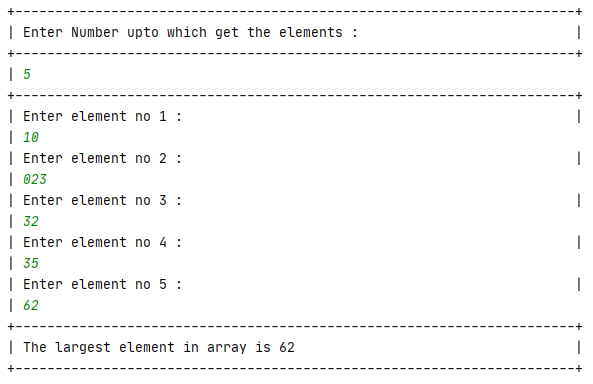 +----------------------------------------------------------------------+
| Enter Number upto which get the elements :                           |
+----------------------------------------------------------------------+
| 5
+----------------------------------------------------------------------+
| Enter element no 1 :                                                 |
| 10
| Enter element no 2 :                                                 |
| 023
| Enter element no 3 :                                                 |
| 32
| Enter element no 4 :                                                 |
| 35
| Enter element no 5 :                                                 |
| 62
+----------------------------------------------------------------------+
| The largest element in array is 62                                   |
+----------------------------------------------------------------------+